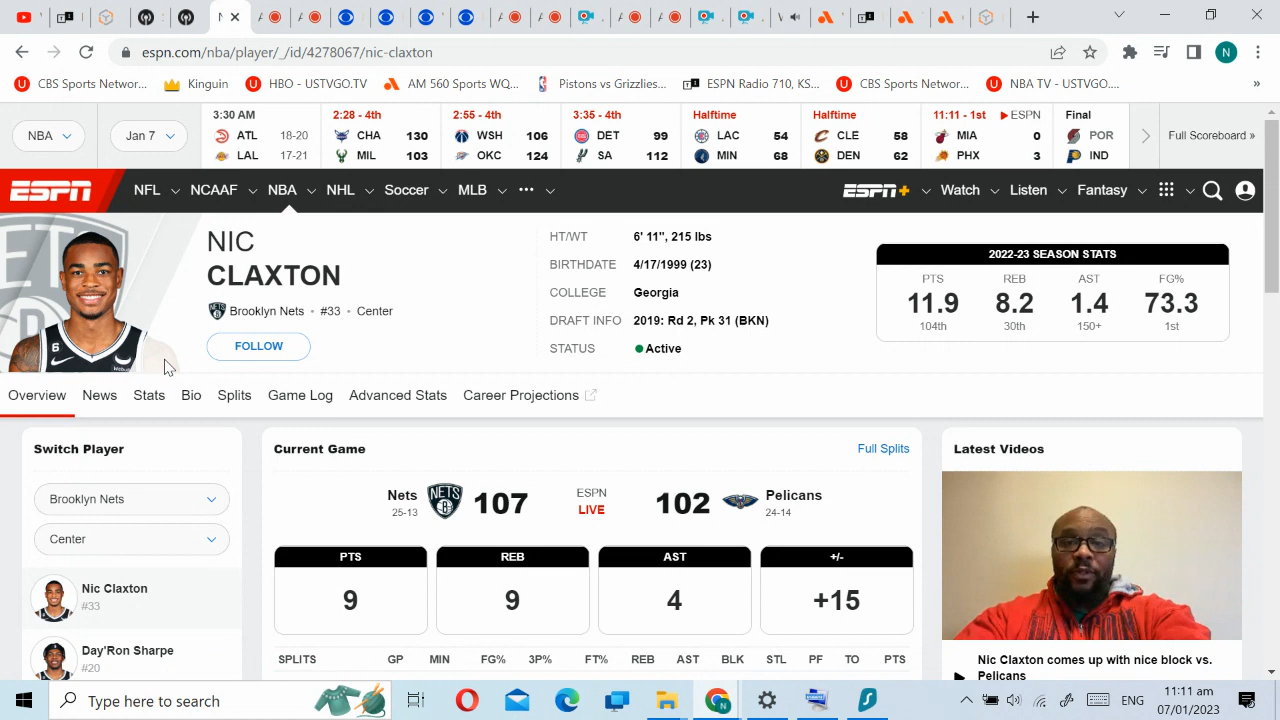 espn.com/nba/player/_/id/4278067/nic-claxton
N
CBS Sports Networ...
Kinguin
HBO - USTVGO.TV
AM 560 Sports WQ...
Pistons vs Grizzlies...
ESPN Radio 710, KS...
CBS Sports Networ...
NBA TV - USTVGO....
»
NBA
Jan 7
3:30 AM
ATL 18-20
LAL 17-21
2:28 - 4th
CHA 130
MIL 103
2:55 - 4th
WSH 106
OKC 124
3:35 - 4th
DET 99
SA 112
Halftime
LAC 54
MIN 68
Halftime
CLE 58
DEN 62
11:11 - 1st ESPN
MIA 0
PHX 3
Final
POR
IND
Full Scoreboard »
ESPN NFL NCAAF NBA NHL Soccer MLB ••• ESPN+ Watch Listen Fantasy
NIC
CLAXTON
Brooklyn Nets • #33 • Center
FOLLOW
HT/WT 6' 11", 215 lbs
BIRTHDATE 4/17/1999 (23)
COLLEGE Georgia
DRAFT INFO 2019: Rd 2, Pk 31 (BKN)
STATUS Active
2022-23 SEASON STATS
PTS REB AST FG%
11.9 8.2 1.4 73.3
104th 30th 150+ 1st
Overview News Stats Bio Splits Game Log Advanced Stats Career Projections
Switch Player
Brooklyn Nets
Center
Nic Claxton
#33
Day'Ron Sharpe
#20
Current Game
Full Splits
Nets 25-13
NETS
107
ESPN
LIVE
102
Pelicans
24-14
PTS REB AST +/-
9 9 4 +15
SPLITS GP MIN FG% 3P% FT% REB AST BLK STL PF TO PTS
Latest Videos
Nic Claxton comes up with nice block vs.
Pelicans
Type here to search
ENG
11:11 am
07/01/2023